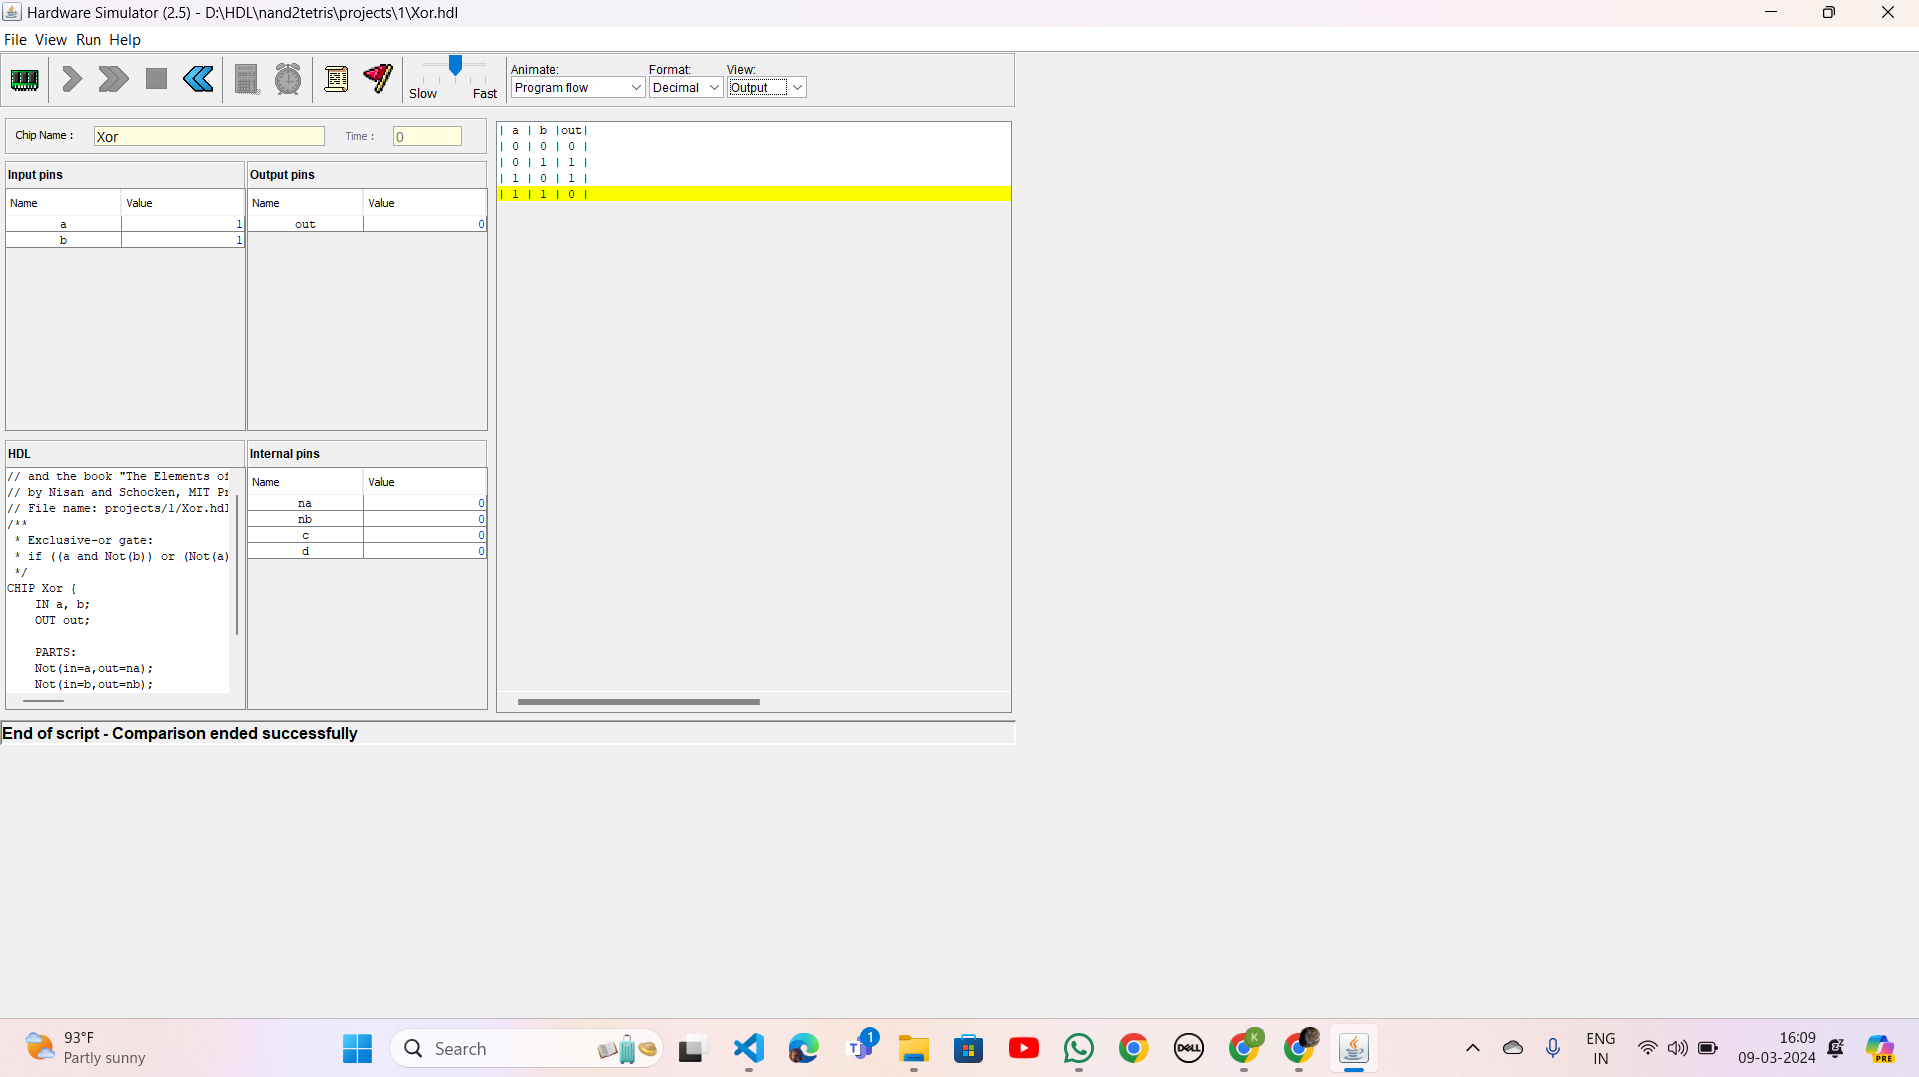 Hardware Simulator (2.5) - D:\HDL\nand2tetris\projects\1\Xor.hdl
File View Run Help
Slow Fast
Animate: Format: View:
Program flow Decimal Output
Chip Name : Xor Time : 0
Input pins
Name Value
a 1
b 1
Output pins
Name Value
out 0
| a | b |out|
| 0 | 0 | 0 |
| 0 | 1 | 1 |
| 1 | 0 | 1 |
| 1 | 1 | 0 |
HDL
// and the book "The Elements of
// by Nisan and Schocken, MIT Pr
// File name: projects/1/Xor.hdl
/**
* Exclusive-or gate:
* if ((a and Not(b)) or (Not(a)
*/
CHIP Xor {
IN a, b;
OUT out;
PARTS:
Not(in=a,out=na);
Not(in=b,out=nb);
Internal pins
Name Value
na 0
nb 0
c 0
d 0
End of script - Comparison ended successfully
93°F
Partly sunny
Search
1
DELL
K
ENG
IN
16:09
09-03-2024
PRE